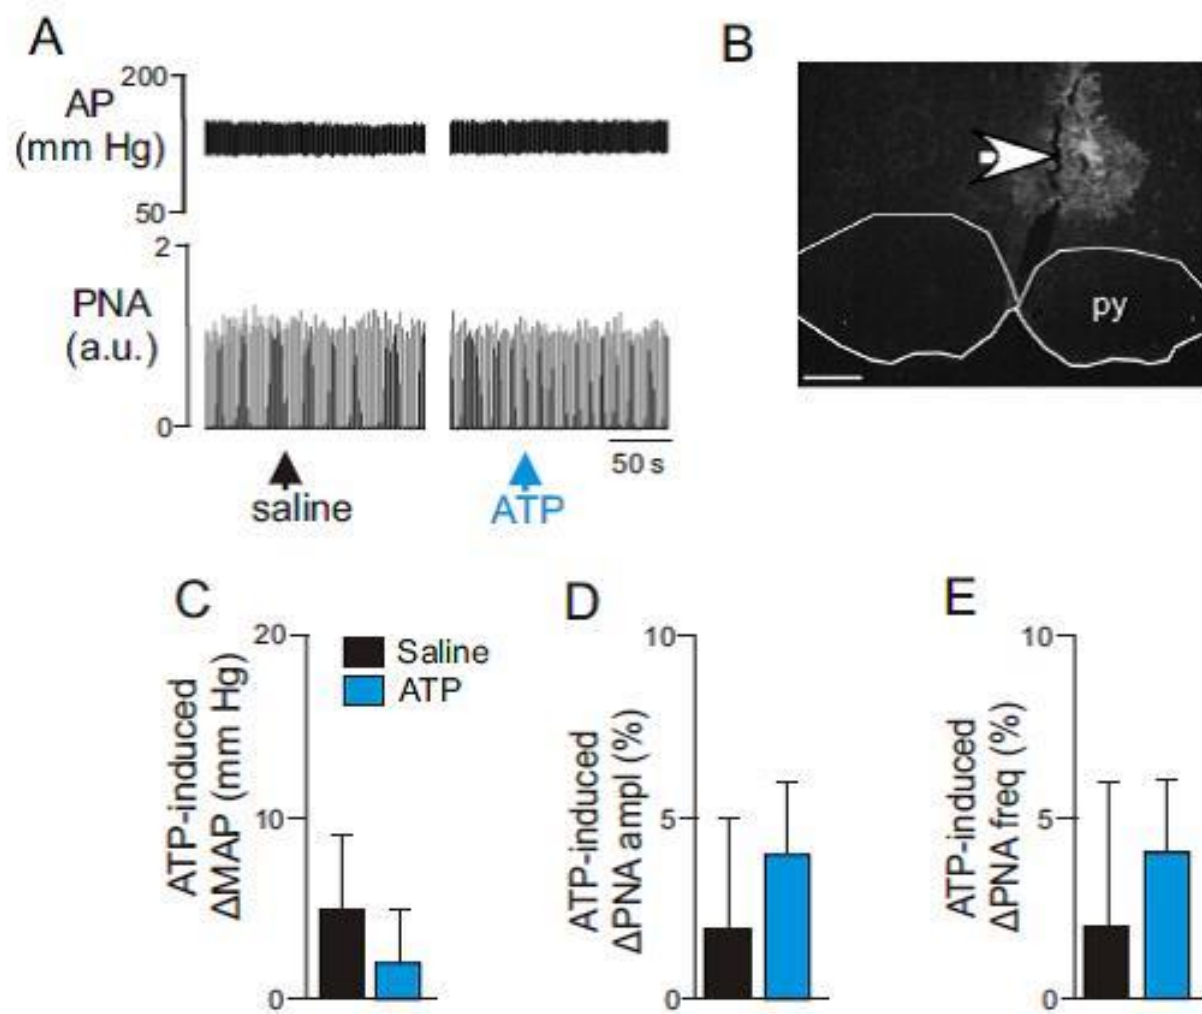 A
200
AP
(mm Hg)
50
2
PNA
(a.u.)
0
50 s
saline
ATP
B
py
C
20
ATP-induced
ΔMAP (mm Hg)
10
0
Saline
ATP
D
10
ATP-induced
ΔPNA ampl (%)
5
0
E
10
ATP-induced
ΔPNA freq (%)
5
0